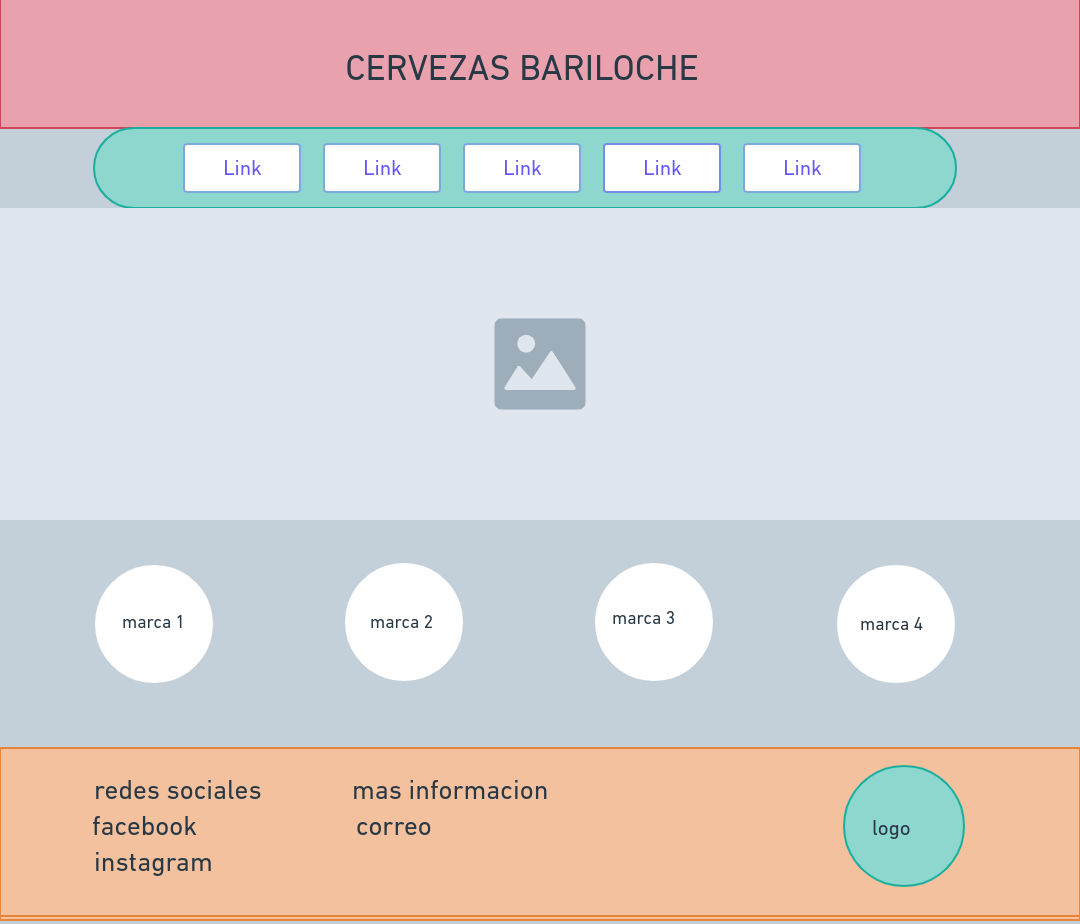 CERVEZAS BARILOCHE
Link Link Link Link Link
marca 1 marca 2 marca 3 marca 4
redes sociales mas informacion
facebook correo
instagram
logo